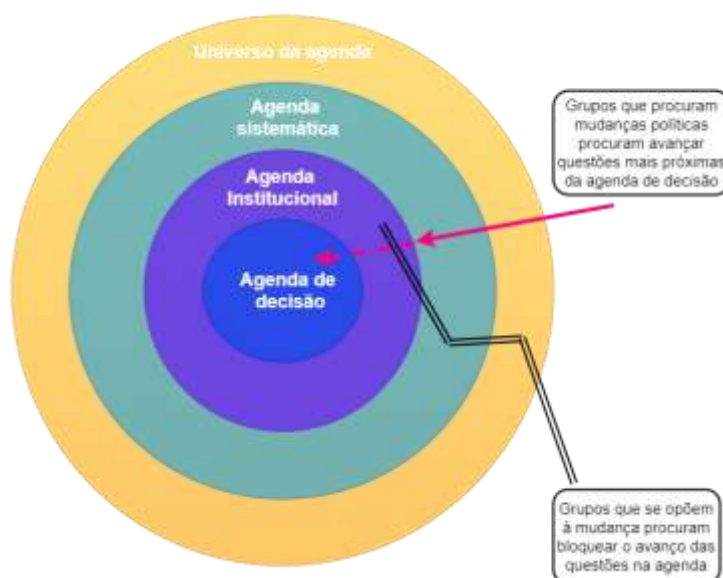 Universo da agenda
Agenda
sistemática
Agenda
Institucional
Agenda de
decisão
Grupos que procuram
mudanças políticas
procuram avançar
questões mais próximas
da agenda de decisão
Grupos que se opõem
à mudança procuram
bloquear o avanço das
questões na agenda